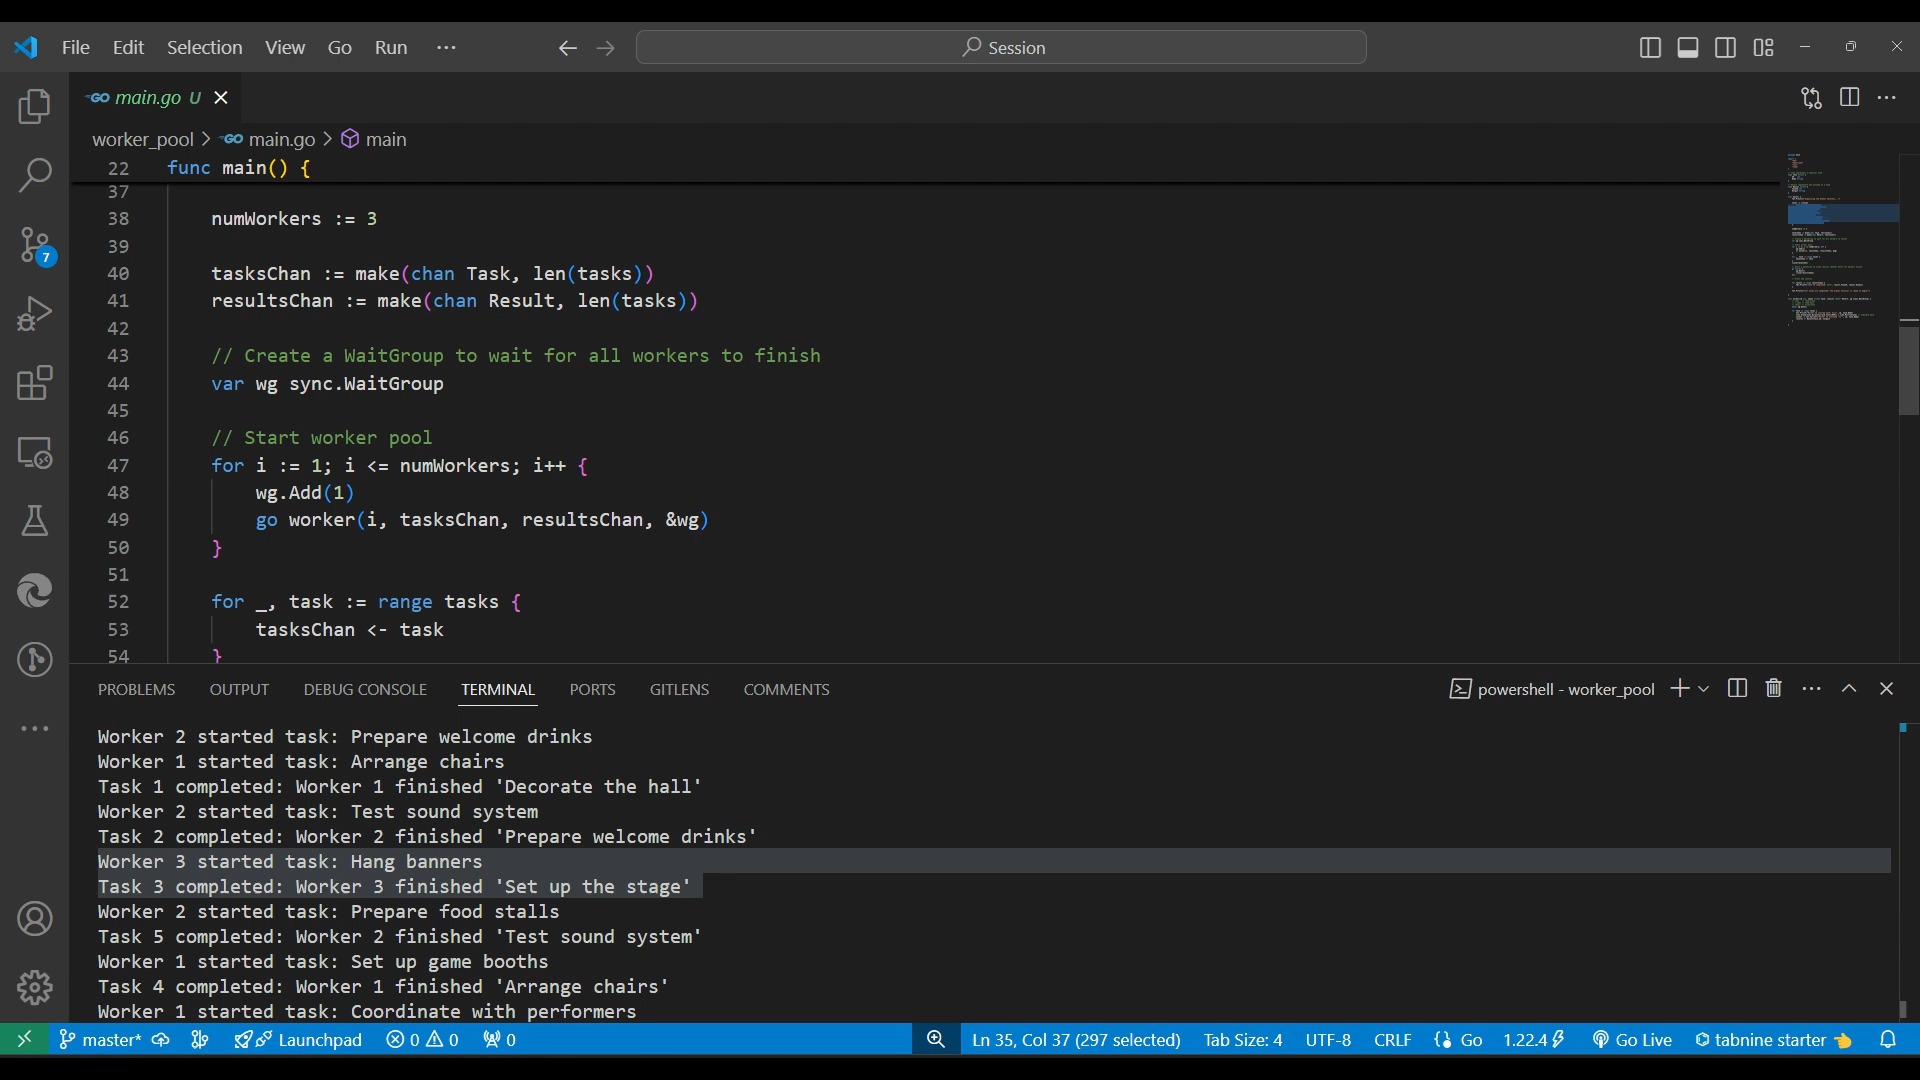 File Edit Selection View Go Run ···
Session
GO main.go U
worker_pool > GO main.go > main
22 func main() {
37
38 numWorkers := 3
39
40 tasksChan := make(chan Task, len(tasks))
41 resultsChan := make(chan Result, len(tasks))
42
43 // Create a WaitGroup to wait for all workers to finish
44 var wg sync.WaitGroup
45
46 // Start worker pool
47 for i := 1; i <= numWorkers; i++ {
48 wg.Add(1)
49 go worker(i, tasksChan, resultsChan, &wg)
50 }
51
52 for _, task := range tasks {
53 tasksChan <- task
54 }
7
PROBLEMS OUTPUT DEBUG CONSOLE TERMINAL PORTS GITLENS COMMENTS
powershell - worker_pool
Worker 2 started task: Prepare welcome drinks
Worker 1 started task: Arrange chairs
Task 1 completed: Worker 1 finished 'Decorate the hall'
Worker 2 started task: Test sound system
Task 2 completed: Worker 2 finished 'Prepare welcome drinks'
Worker 3 started task: Hang banners
Task 3 completed: Worker 3 finished 'Set up the stage'
Worker 2 started task: Prepare food stalls
Task 5 completed: Worker 2 finished 'Test sound system'
Worker 1 started task: Set up game booths
Task 4 completed: Worker 1 finished 'Arrange chairs'
Worker 1 started task: Coordinate with performers
master* Launchpad 0 0 0 Ln 35, Col 37 (297 selected) Tab Size: 4 UTF-8 CRLF Go 1.22.4 Go Live tabnine starter